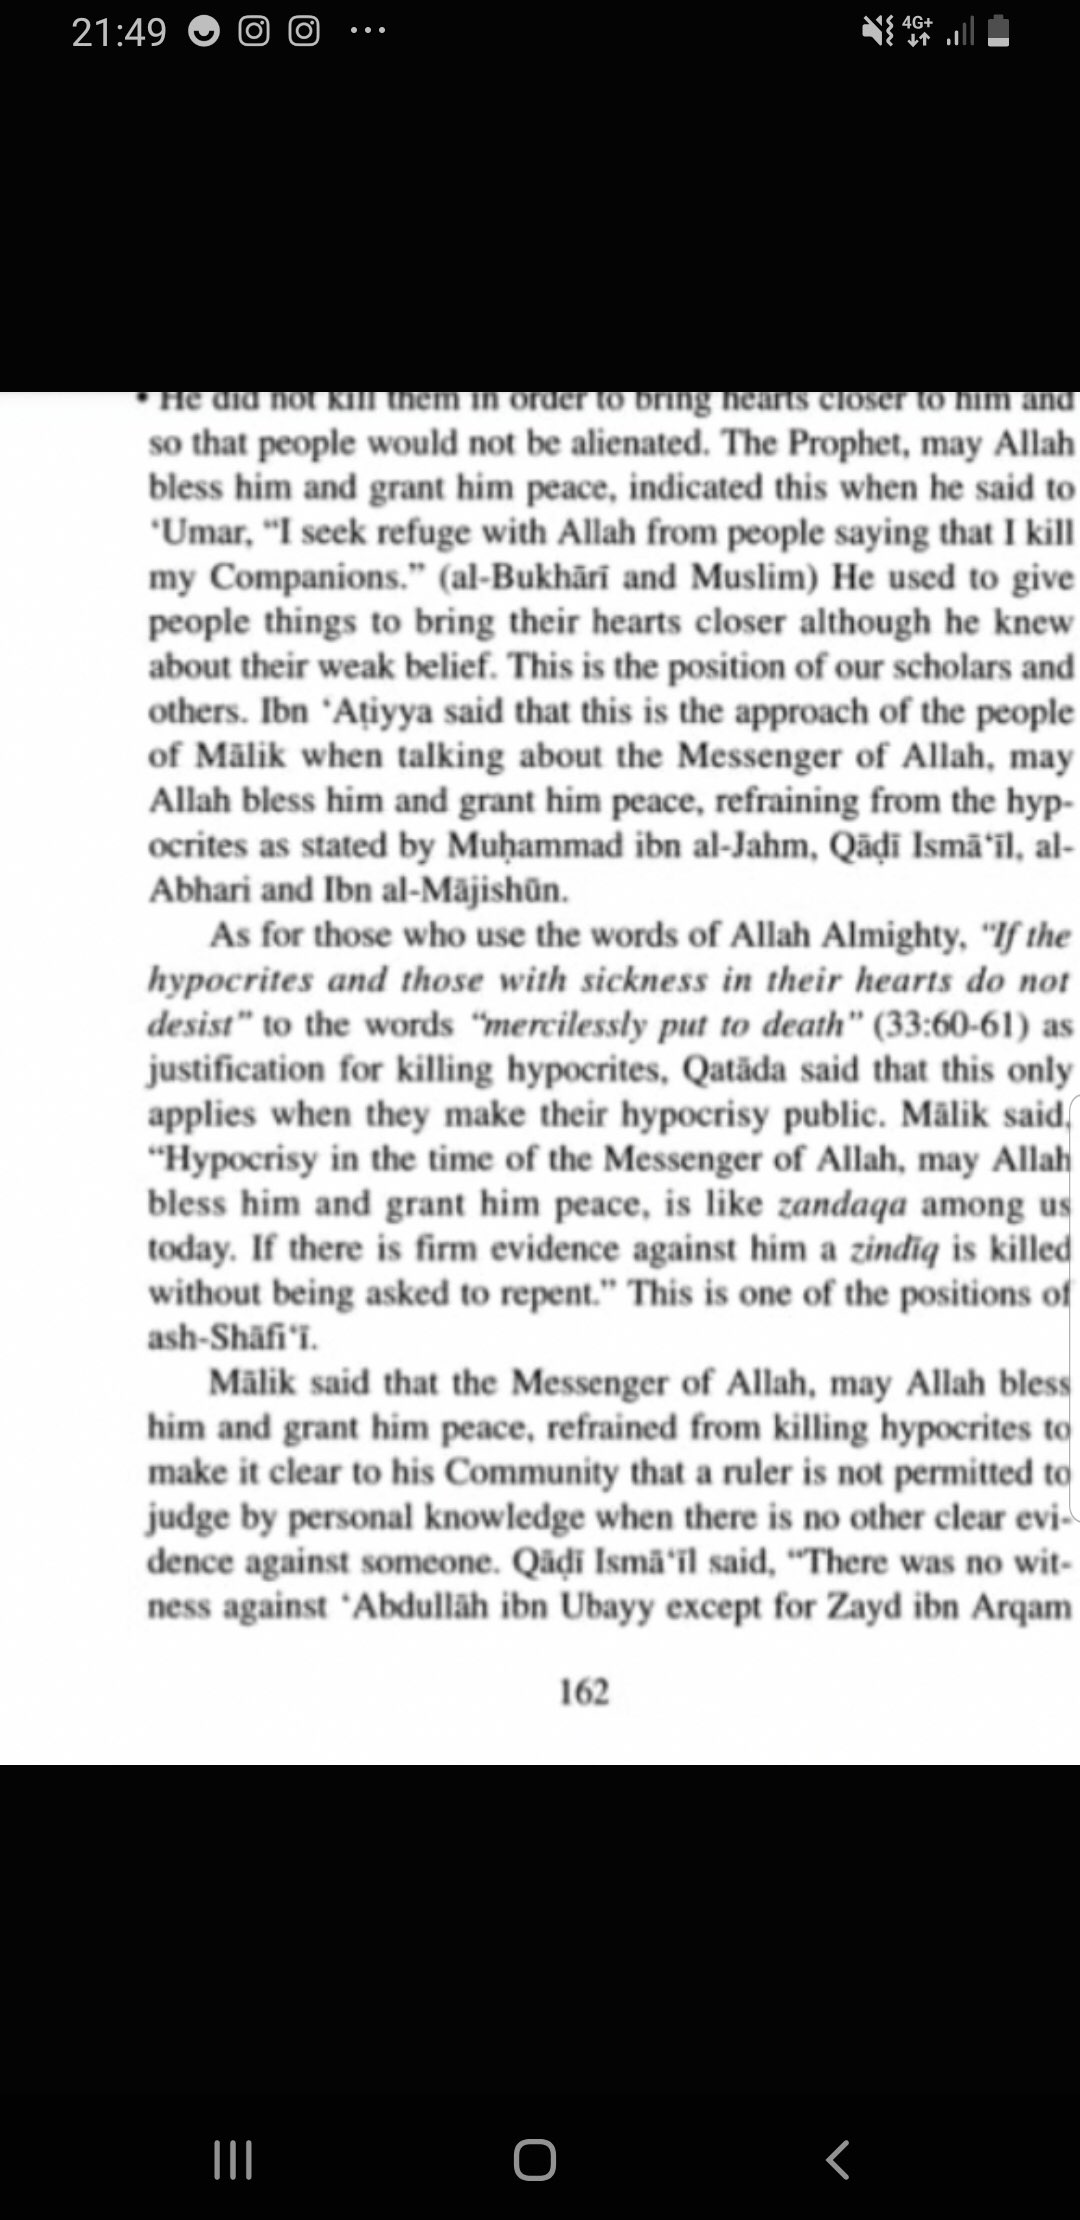 21:49
4G+
• He did not kill them in order to bring hearts closer to him and
so that people would not be alienated. The Prophet, may Allah
bless him and grant him peace, indicated this when he said to
‘Umar, “I seek refuge with Allah from people saying that I kill
my Companions.” (al-Bukhārī and Muslim) He used to give
people things to bring their hearts closer although he knew
about their weak belief. This is the position of our scholars and
others. Ibn ‘Aṭiyya said that this is the approach of the people
of Mālik when talking about the Messenger of Allah, may
Allah bless him and grant him peace, refraining from the hyp-
ocrites as stated by Muḥammad ibn al-Jahm, Qāḍī Ismā‘īl, al-
Abhari and Ibn al-Mājishūn.
As for those who use the words of Allah Almighty, “If the
hypocrites and those with sickness in their hearts do not
desist” to the words “mercilessly put to death” (33:60-61) as
justification for killing hypocrites, Qatāda said that this only
applies when they make their hypocrisy public. Mālik said,
“Hypocrisy in the time of the Messenger of Allah, may Allah
bless him and grant him peace, is like zandaqa among us
today. If there is firm evidence against him a zindīq is killed
without being asked to repent.” This is one of the positions of
ash-Shāfi‘ī.
Mālik said that the Messenger of Allah, may Allah bless
him and grant him peace, refrained from killing hypocrites to
make it clear to his Community that a ruler is not permitted to
judge by personal knowledge when there is no other clear evi-
dence against someone. Qāḍī Ismā‘īl said, “There was no wit-
ness against ‘Abdullāh ibn Ubayy except for Zayd ibn Arqam
162